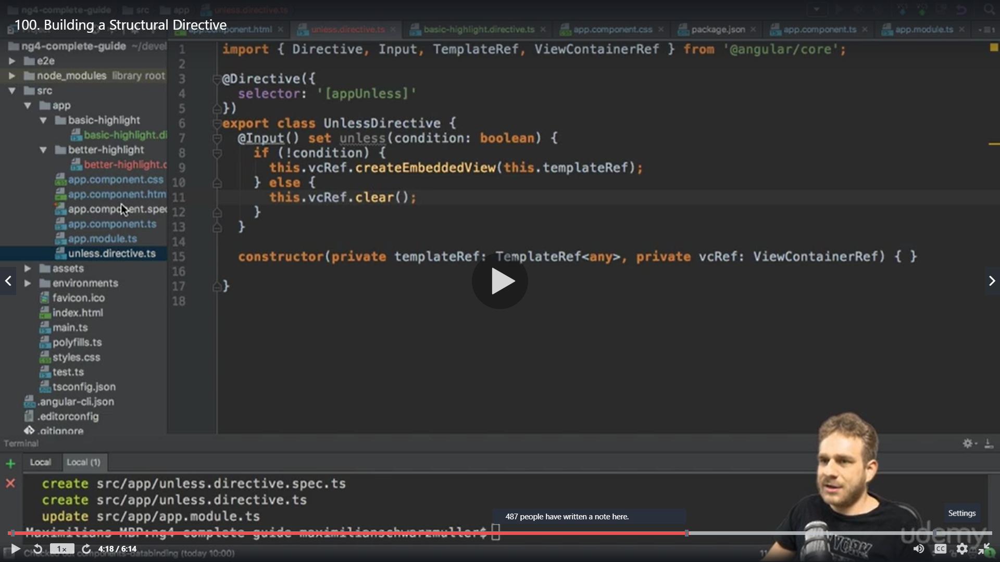 ng4-complete-guide src app unless.directive.ts
100. Building a Structural Directive
app.component.html unless.directive.ts basic-highlight.directive.ts app.component.css package.json app.component.ts app.module.ts
ng4-complete-guide ~/devel
e2e
node_modules library root
src
app
basic-highlight
basic-highlight.di
better-highlight
better-highlight.d
app.component.css
app.component.htm
app.component.spec
app.component.ts
app.module.ts
unless.directive.ts
assets
environments
favicon.ico
index.html
main.ts
polyfills.ts
styles.css
test.ts
tsconfig.json
.angular-cli.json
.editorconfig
.gitignore
1 import { Directive, Input, TemplateRef, ViewContainerRef } from '@angular/core';
2
3 @Directive({
4 selector: '[appUnless]'
5 })
6 export class UnlessDirective {
7 @Input() set unless(condition: boolean) {
8 if (!condition) {
9 this.vcRef.createEmbeddedView(this.templateRef);
10 } else {
11 this.vcRef.clear();
12 }
13 }
14
15 constructor(private templateRef: TemplateRef<any>, private vcRef: ViewContainerRef) { }
16
17 }
18
Terminal
Local Local (1)
create src/app/unless.directive.spec.ts
create src/app/unless.directive.ts
update src/app/app.module.ts
487 people have written a note here.
Settings
Maximilians-MBP:ng4-complete-guide maximilianschwarzmuller$
udemy
1x 4:18 / 6:14
CC
components-databinding (today 10:00)
YORK